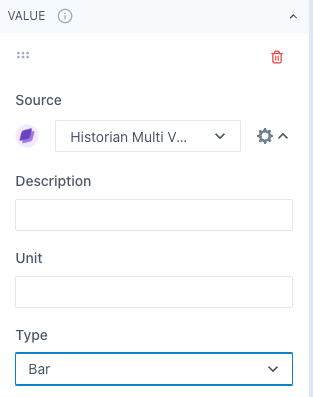 VALUE
Source
Historian Multi V...
Description
Unit
Type
Bar